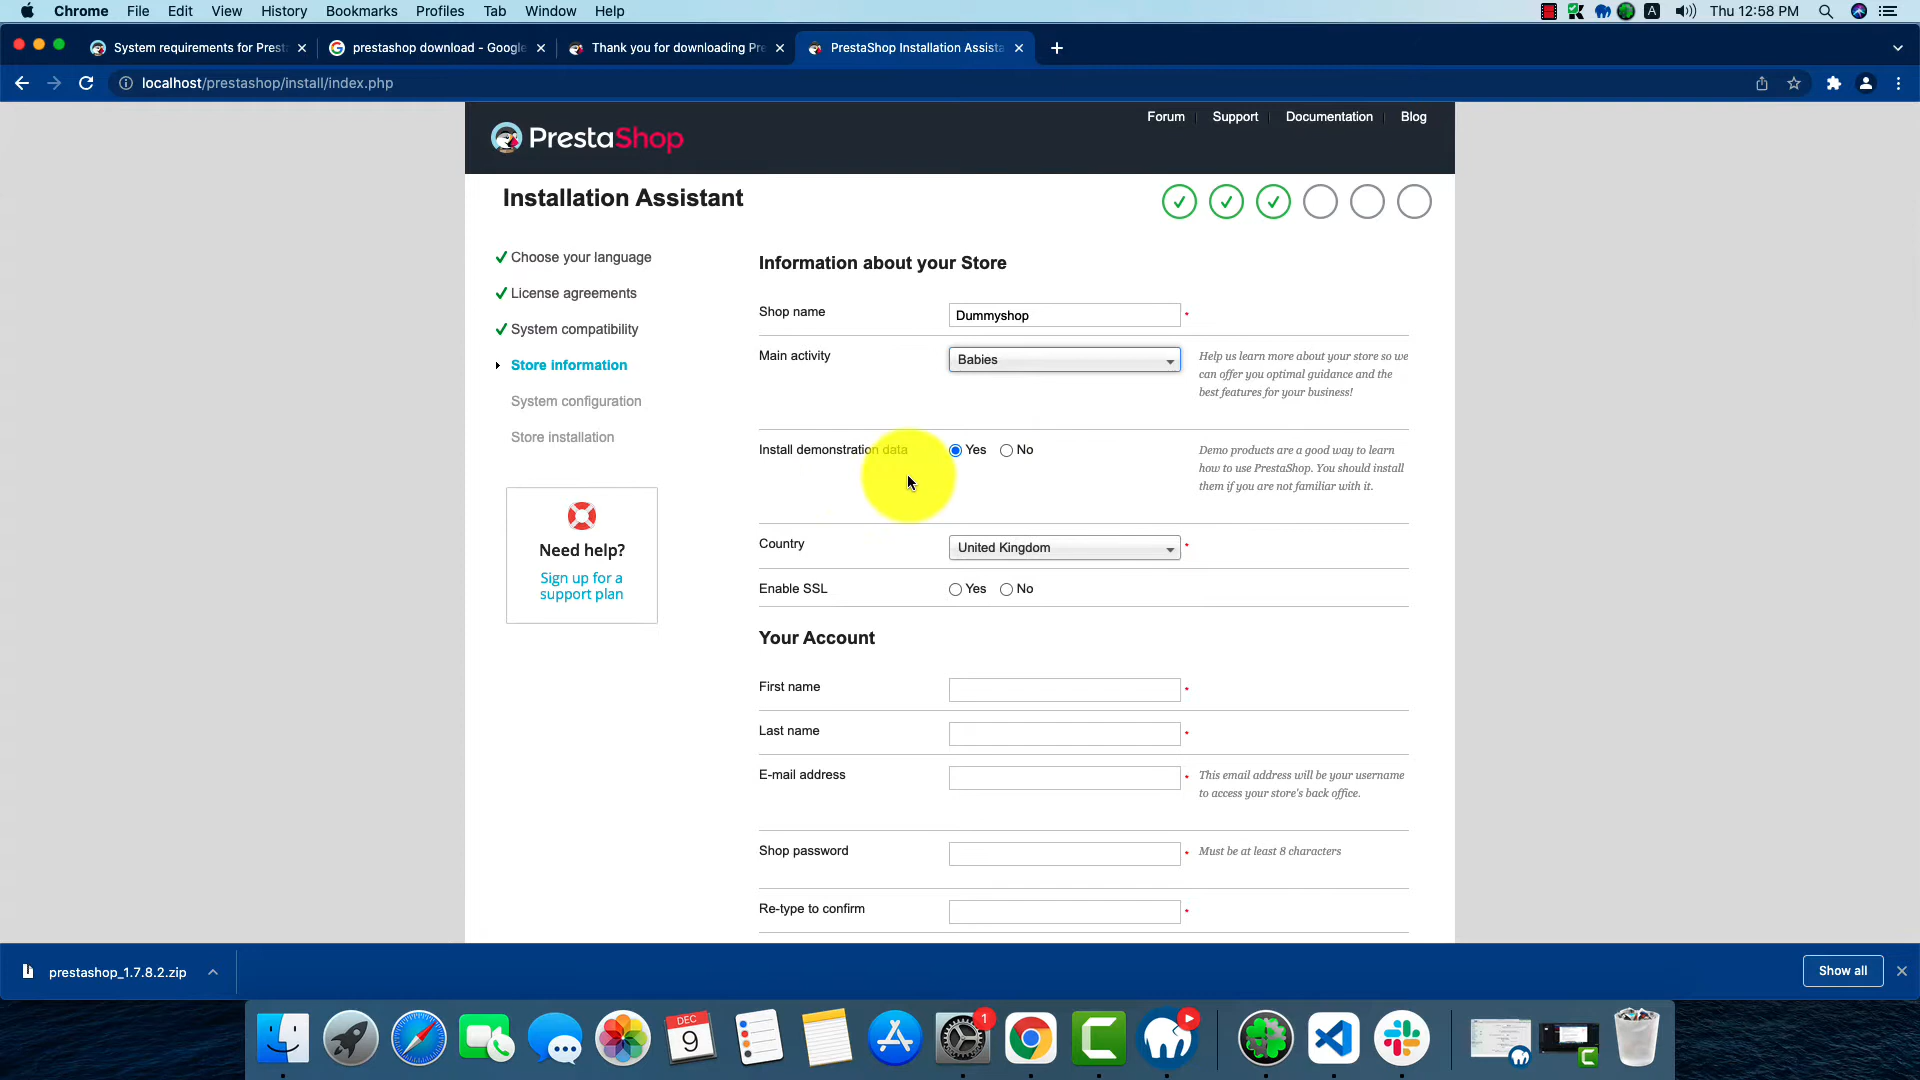 Chrome File Edit View History Bookmarks Profiles Tab Window Help
A Thu 12:58 PM
System requirements for Prest
prestashop download - Google
Thank you for downloading Pre
PrestaShop Installation Assista
localhost/prestashop/install/index.php
Forum Support Documentation Blog
PrestaShop
Installation Assistant
Choose your language
License agreements
System compatibility
Store information
System configuration
Store installation
Need help?
Sign up for a
support plan
Information about your Store
Shop name Dummyshop *
Main activity Babies
Help us learn more about your store so we
can offer you optimal guidance and the
best features for your business!
Install demonstration data Yes No
Demo products are a good way to learn
how to use PrestaShop. You should install
them if you are not familiar with it.
Country United Kingdom *
Enable SSL Yes No
Your Account
First name *
Last name *
E-mail address *
This email address will be your username
to access your store's back office.
Shop password * Must be at least 8 characters
Re-type to confirm *
prestashop_1.7.8.2.zip
Show all
DEC
9
1